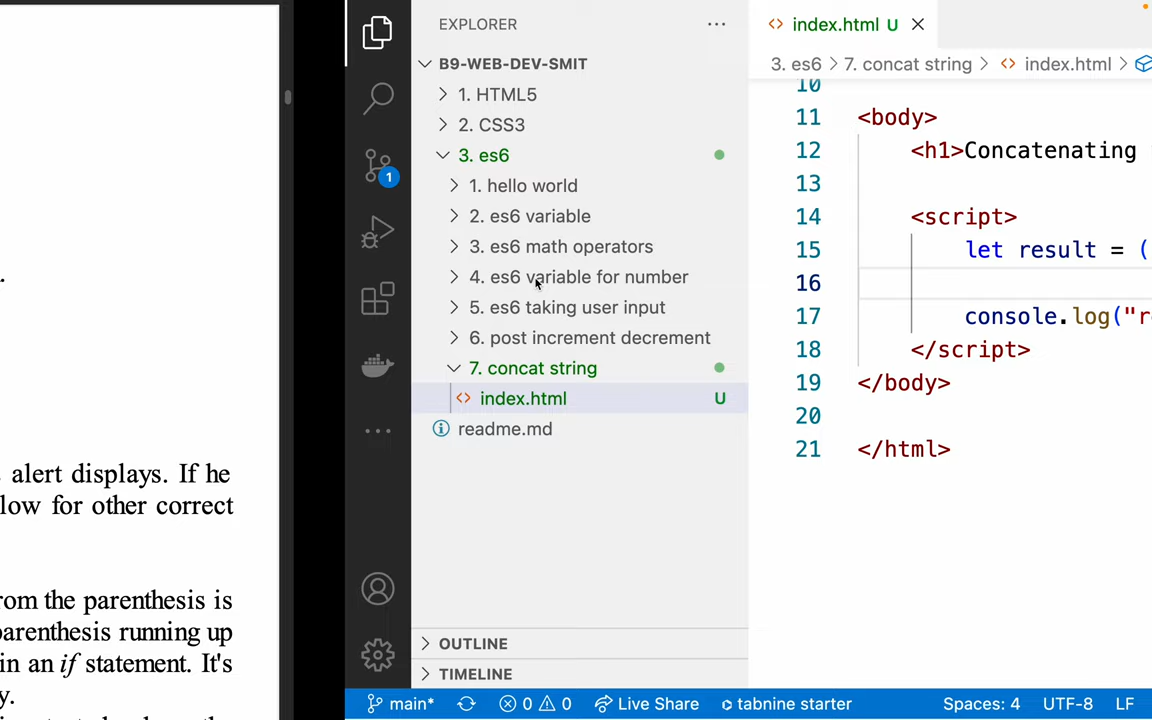 .
alert displays. If he
low for other correct
rom the parenthesis is
parenthesis running up
in an if statement. It's
y.
EXPLORER
B9-WEB-DEV-SMIT
1. HTML5
2. CSS3
3. es6
1. hello world
2. es6 variable
3. es6 math operators
4. es6 variable for number
5. es6 taking user input
6. post increment decrement
7. concat string
index.html U
readme.md
OUTLINE
TIMELINE
1
index.html U
3. es6 > 7. concat string > index.html >
10
11 <body>
12 <h1>Concatenating
13
14 <script>
15 let result = (
16
17 console.log("r
18 </script>
19 </body>
20
21 </html>
main* 0 0 Live Share tabnine starter Spaces: 4 UTF-8 LF